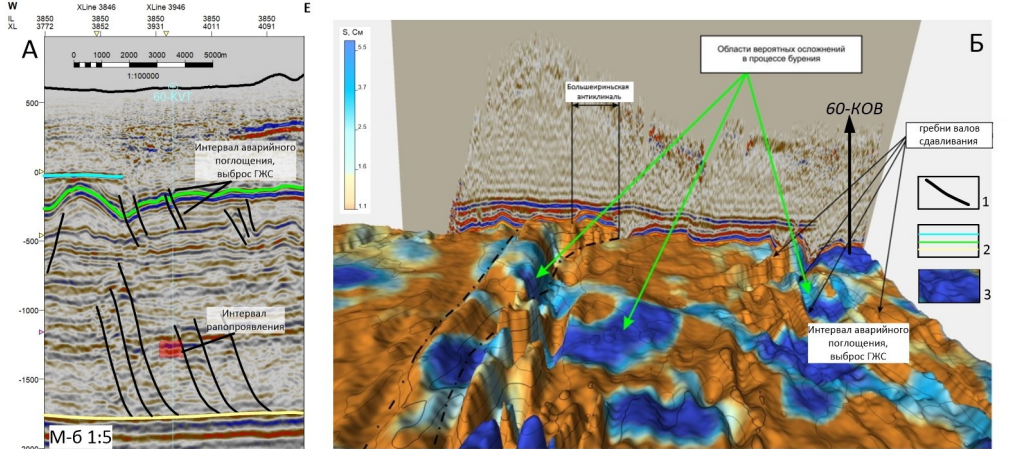 W
E
XLine 3846
XLine 3946
IL 3850 3850 3850 3850 3850
XL 3772 3852 3931 4011 4091
А
0 1000 2000 3000 4000 5000m
1:100000
60-KVT
500
0
-500
-1000
-1500
-2000
Интервал аварийного
поглощения,
выброс ГЖС
Интервал
рапопроявления
М-б 1:5
S, См
5.5
3.7
2.5
1.6
1.1
Б
Области вероятных осложнений
в процессе бурения
Большекириньская
антиклиналь
60-КОВ
гребни валов
сдавливания
Интервал аварийного
поглощения,
выброс ГЖС
1
2
3